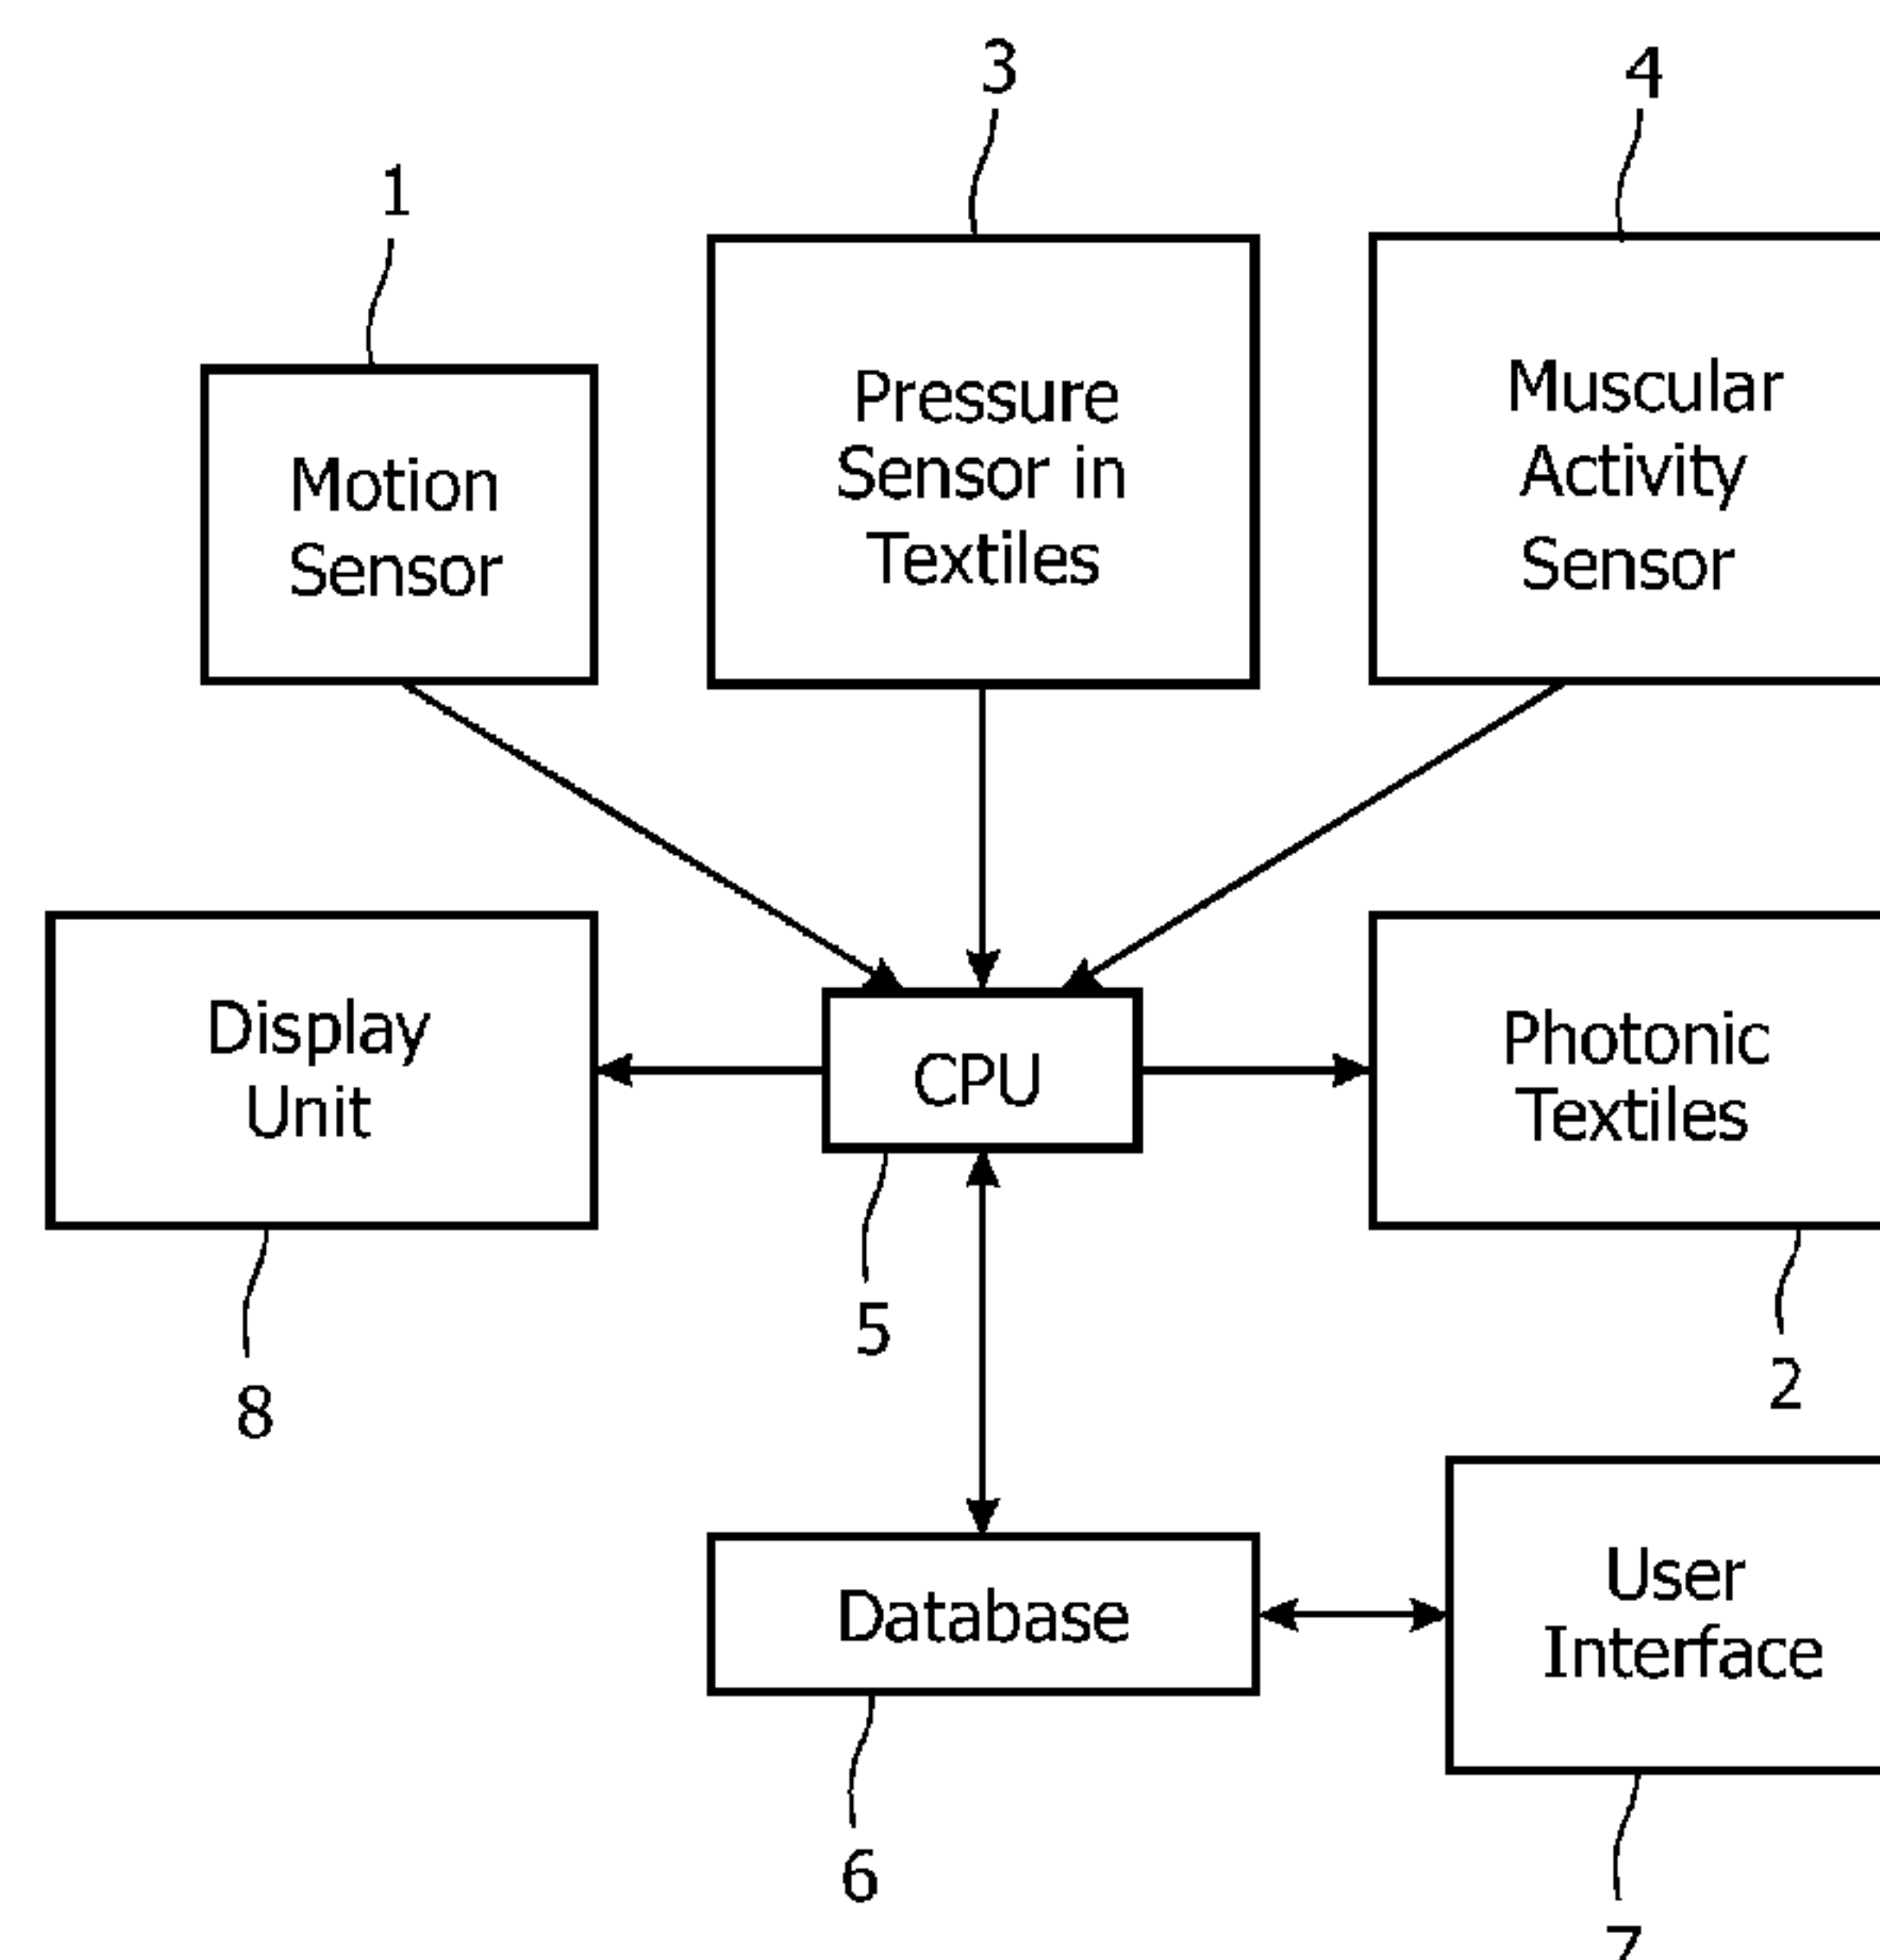 3
4
1
Motion
Sensor
Pressure
Sensor in
Textiles
Muscular
Activity
Sensor
Display
Unit
CPU
Photonic
Textiles
5
8
2
Database
User
Interface
6
7